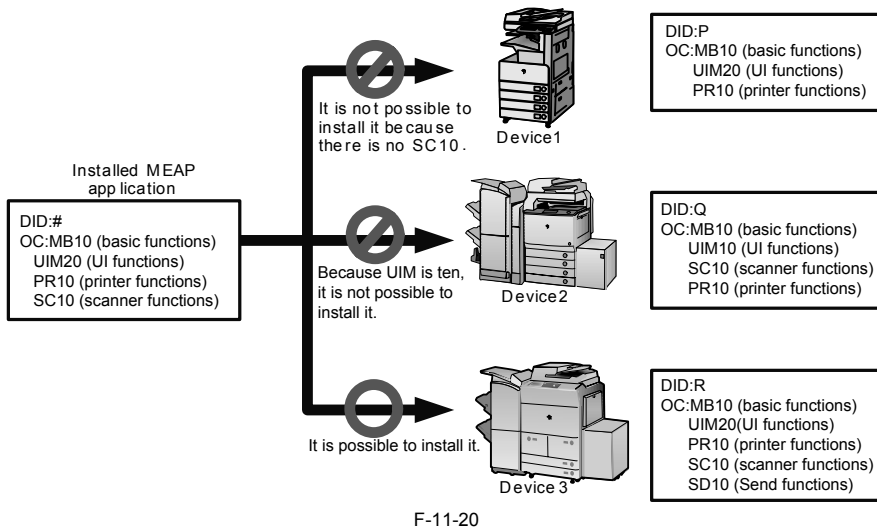 Installed MEAP
application
DID:#
OC:MB10 (basic functions)
UIM20 (UI functions)
PR10 (printer functions)
SC10 (scanner functions)
It is not possible to
install it because
there is no SC10.
Device1
DID:P
OC:MB10 (basic functions)
UIM20 (UI functions)
PR10 (printer functions)
Because UIM is ten,
it is not possible to
install it.
Device2
DID:Q
OC:MB10 (basic functions)
UIM10 (UI functions)
SC10 (scanner functions)
PR10 (printer functions)
It is possible to install it.
Device 3
DID:R
OC:MB10 (basic functions)
UIM20(UI functions)
PR10 (printer functions)
SC10 (scanner functions)
SD10 (Send functions)
F-11-20